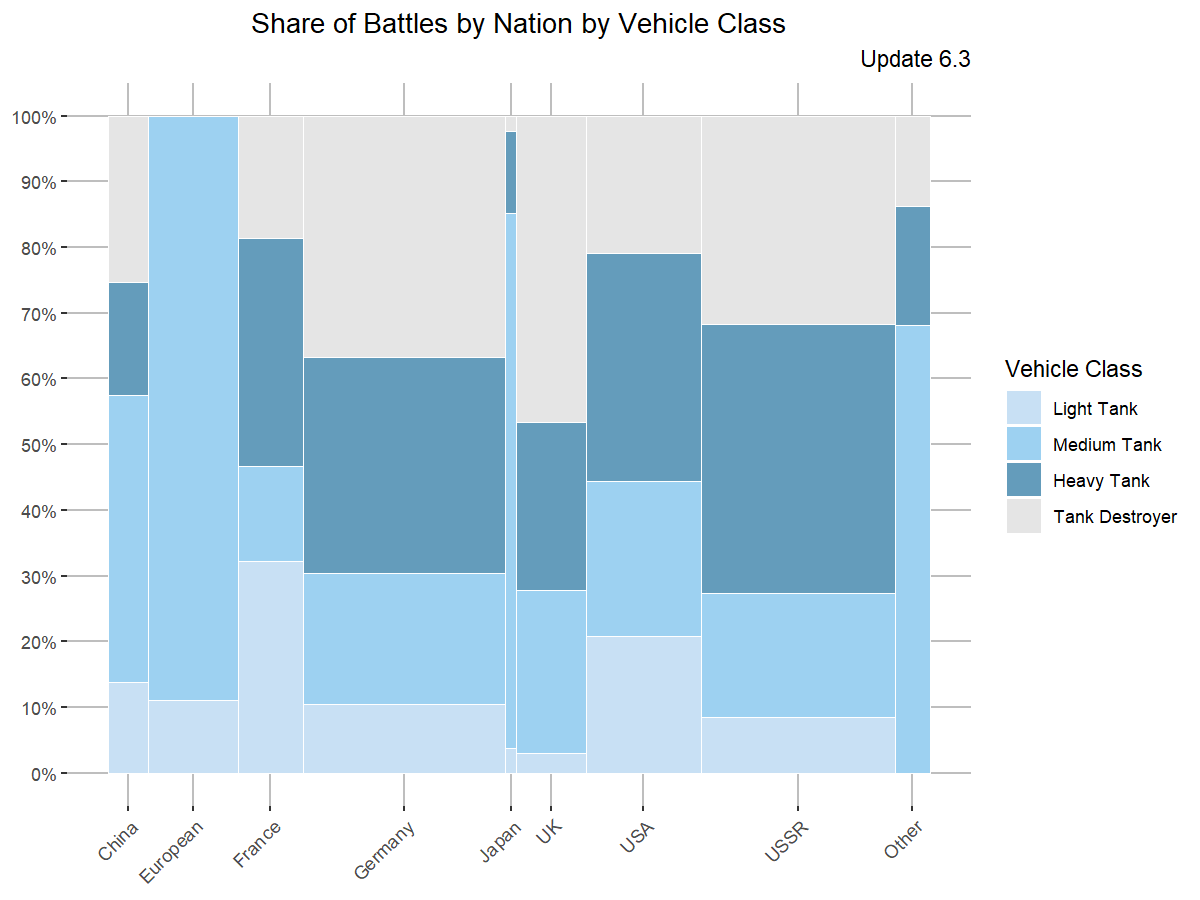 Share of Battles by Nation by Vehicle Class
Update 6.3
100%
90%
80%
70%
60%
50%
40%
30%
20%
10%
0%
China
European
France
Germany
Japan
UK
USA
USSR
Other
Vehicle Class
Light Tank
Medium Tank
Heavy Tank
Tank Destroyer